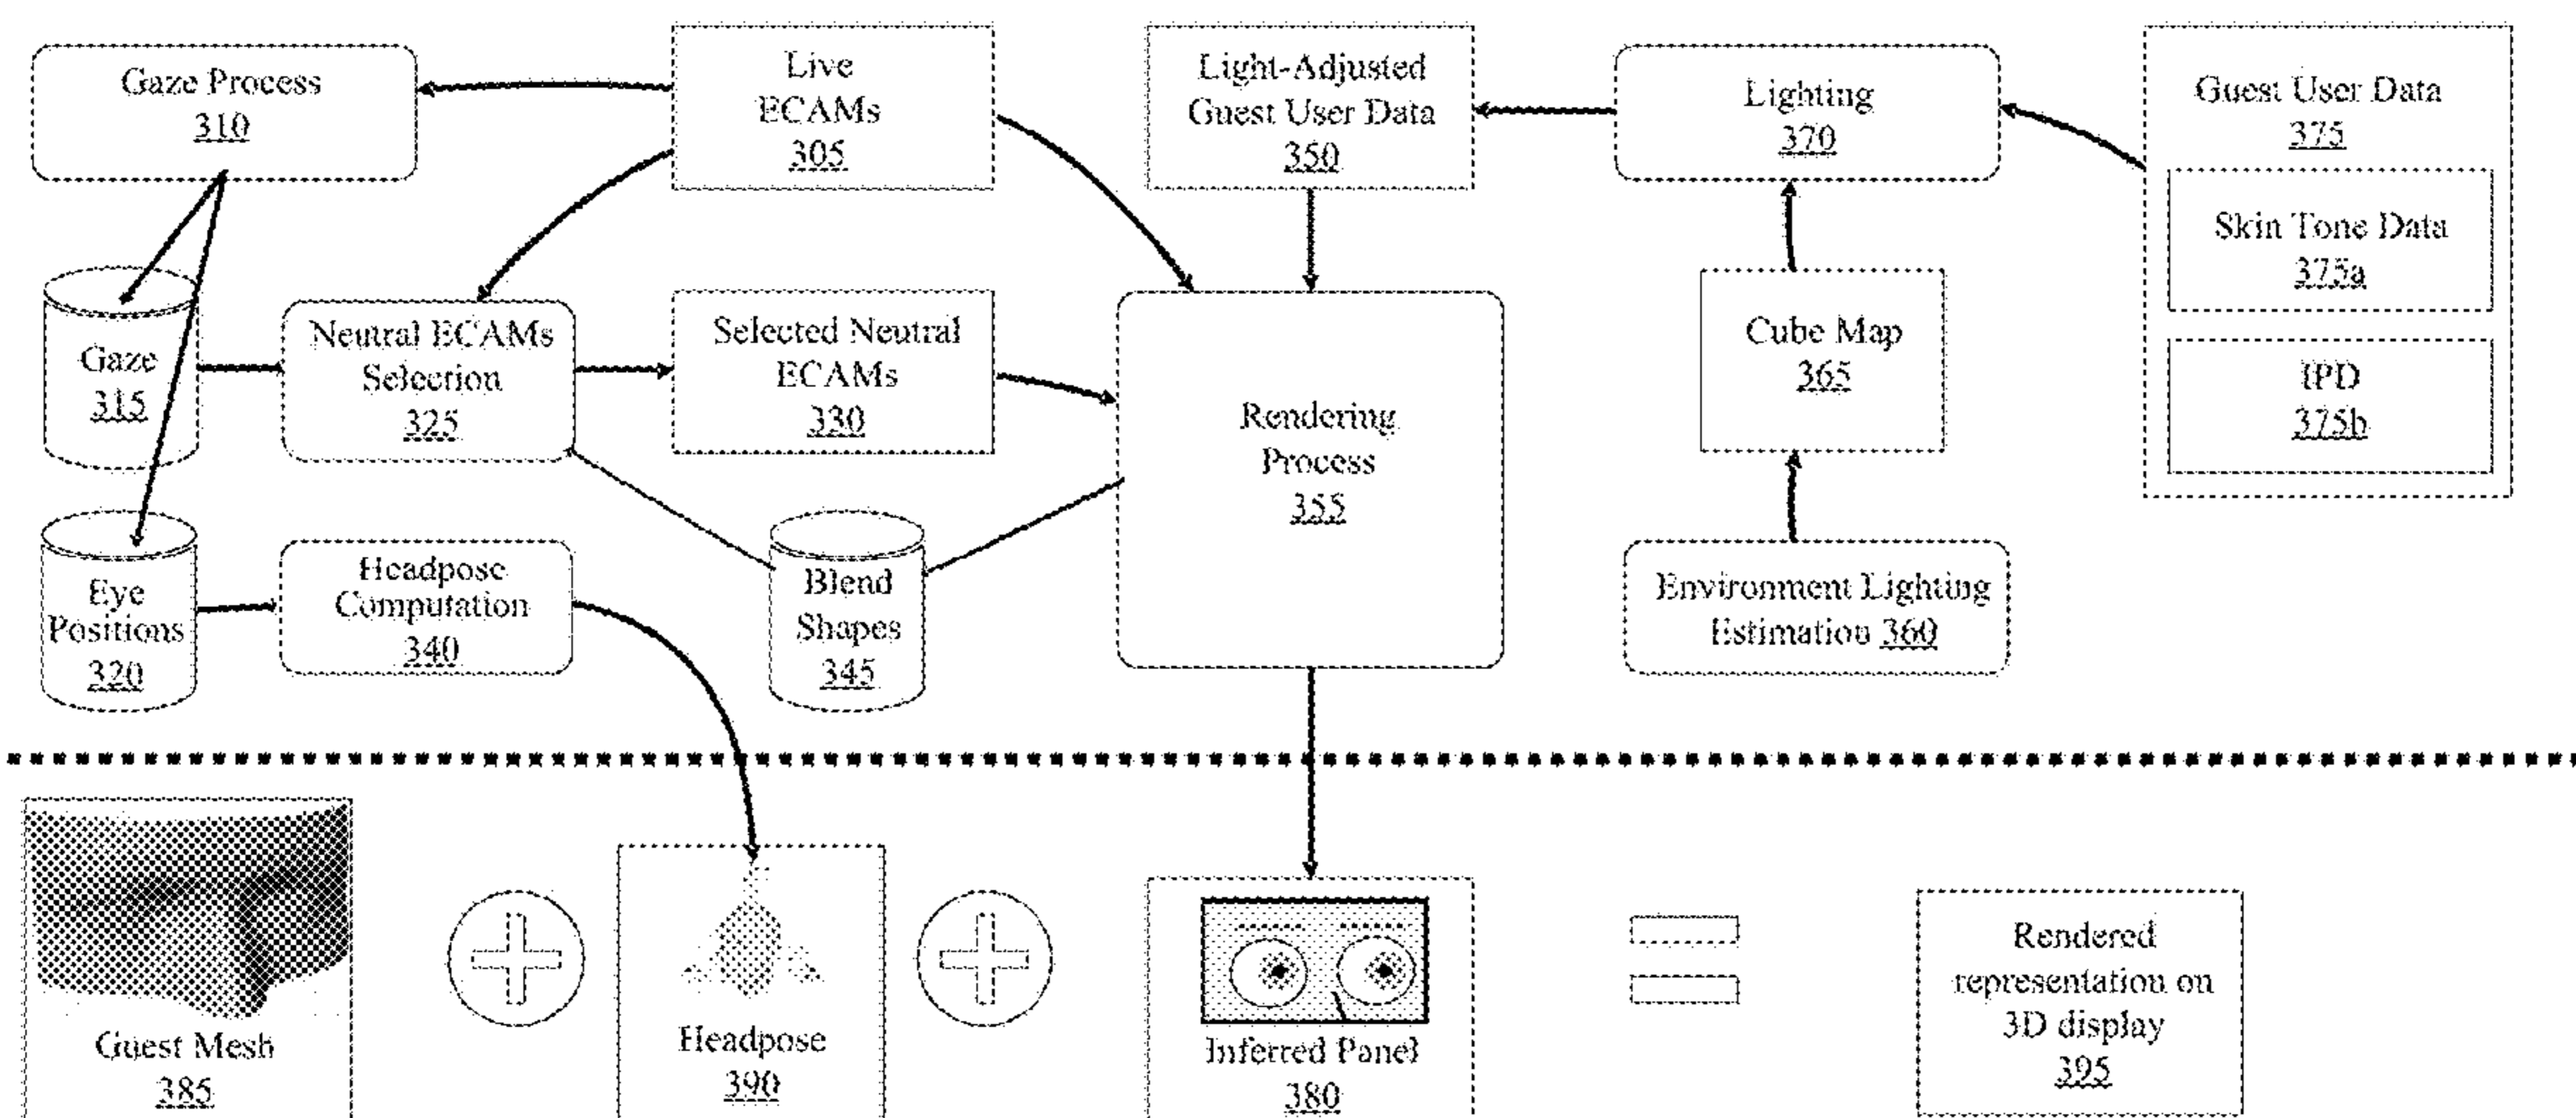 Gaze Process
310
Live
ECAMs
305
Light-Adjusted
Guest User Data
350
Lighting
370
Guest User Data
375
Skin Tone Data
375a
IPD
375b
Gaze
315
Neutral ECAMs
Selection
325
Selected Neutral
ECAMs
330
Rendering
Process
355
Cube Map
365
Eye
Positions
320
Headpose
Computation
340
Blend
Shapes
345
Environment Lighting
Estimation 360
Guest Mesh
385
Headpose
390
Inferred Panel
380
Rendered
representation on
3D display
395